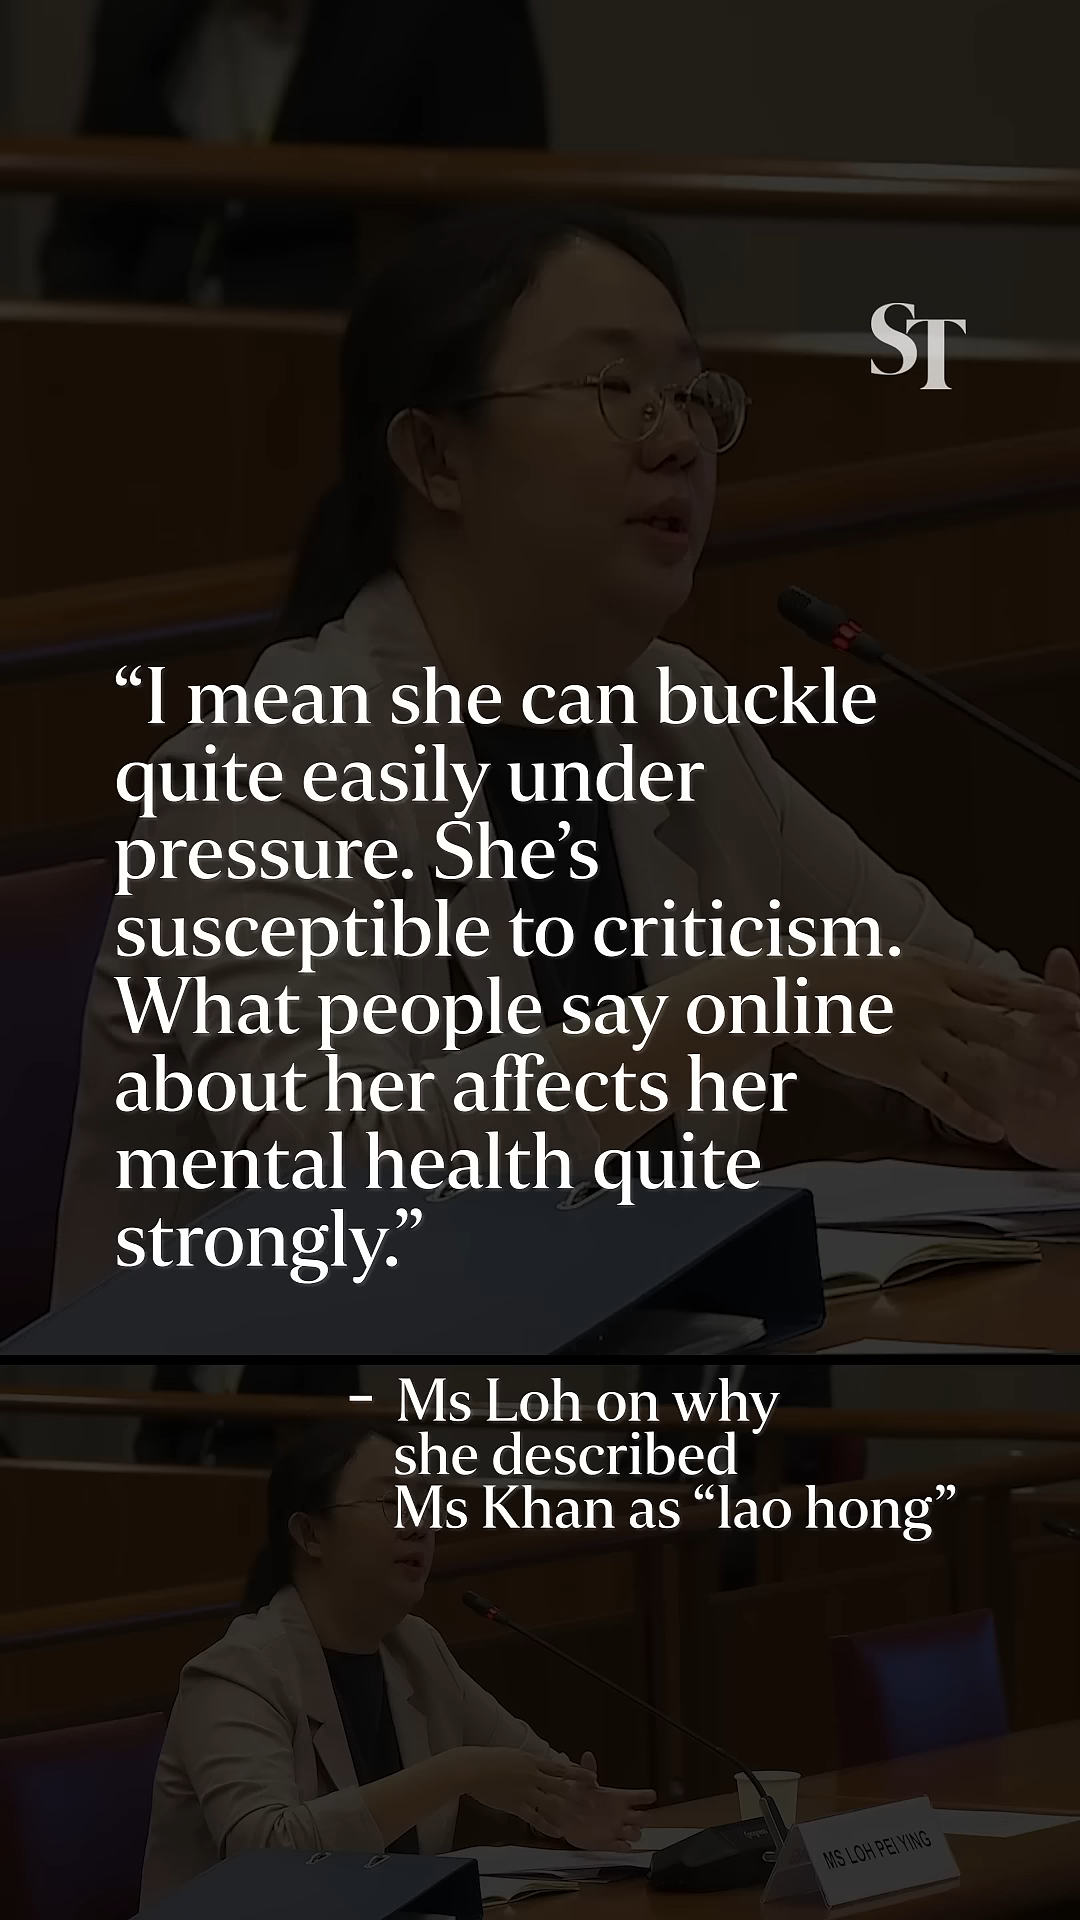 ST
“I mean she can buckle
quite easily under
pressure. She’s
susceptible to criticism.
What people say online
about her affects her
mental health quite
strongly.”
– Ms Loh on why
she described
Ms Khan as “lao hong”
MS LOH PEI YING